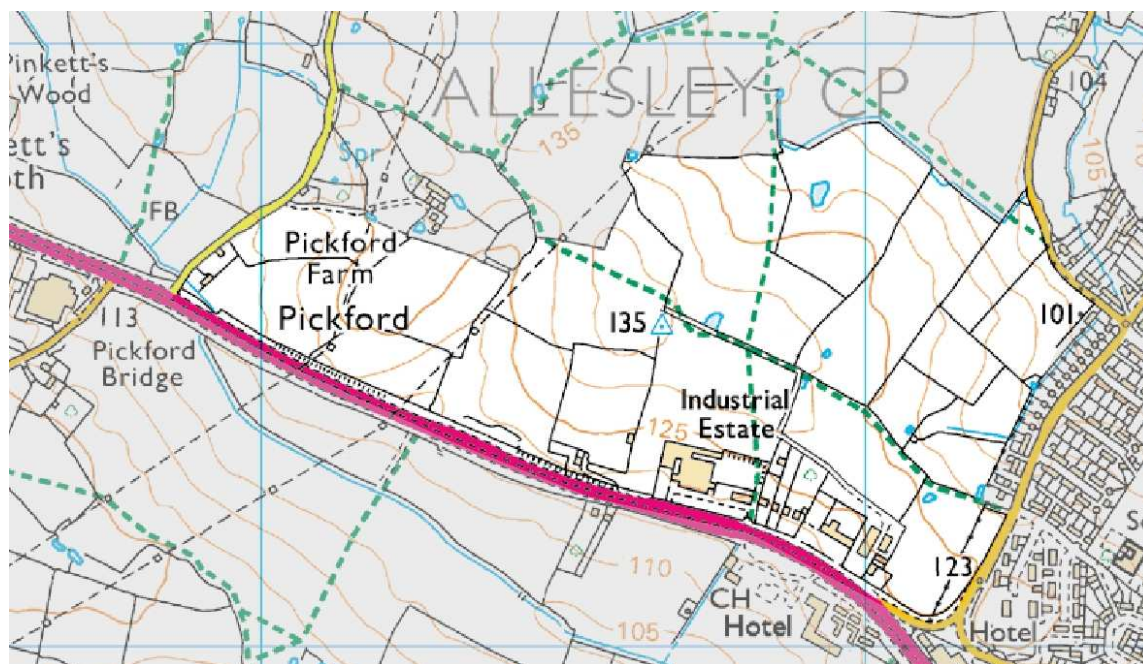 Pinkett's
Wood
104
ALLESLEY CP
135
105
ett's
oth
Spr
FB
Pickford
Farm
Pickford
135
101
113
Pickford
Bridge
Industrial
Estate
125
110
123
CH
Hotel
105
Hotel
S